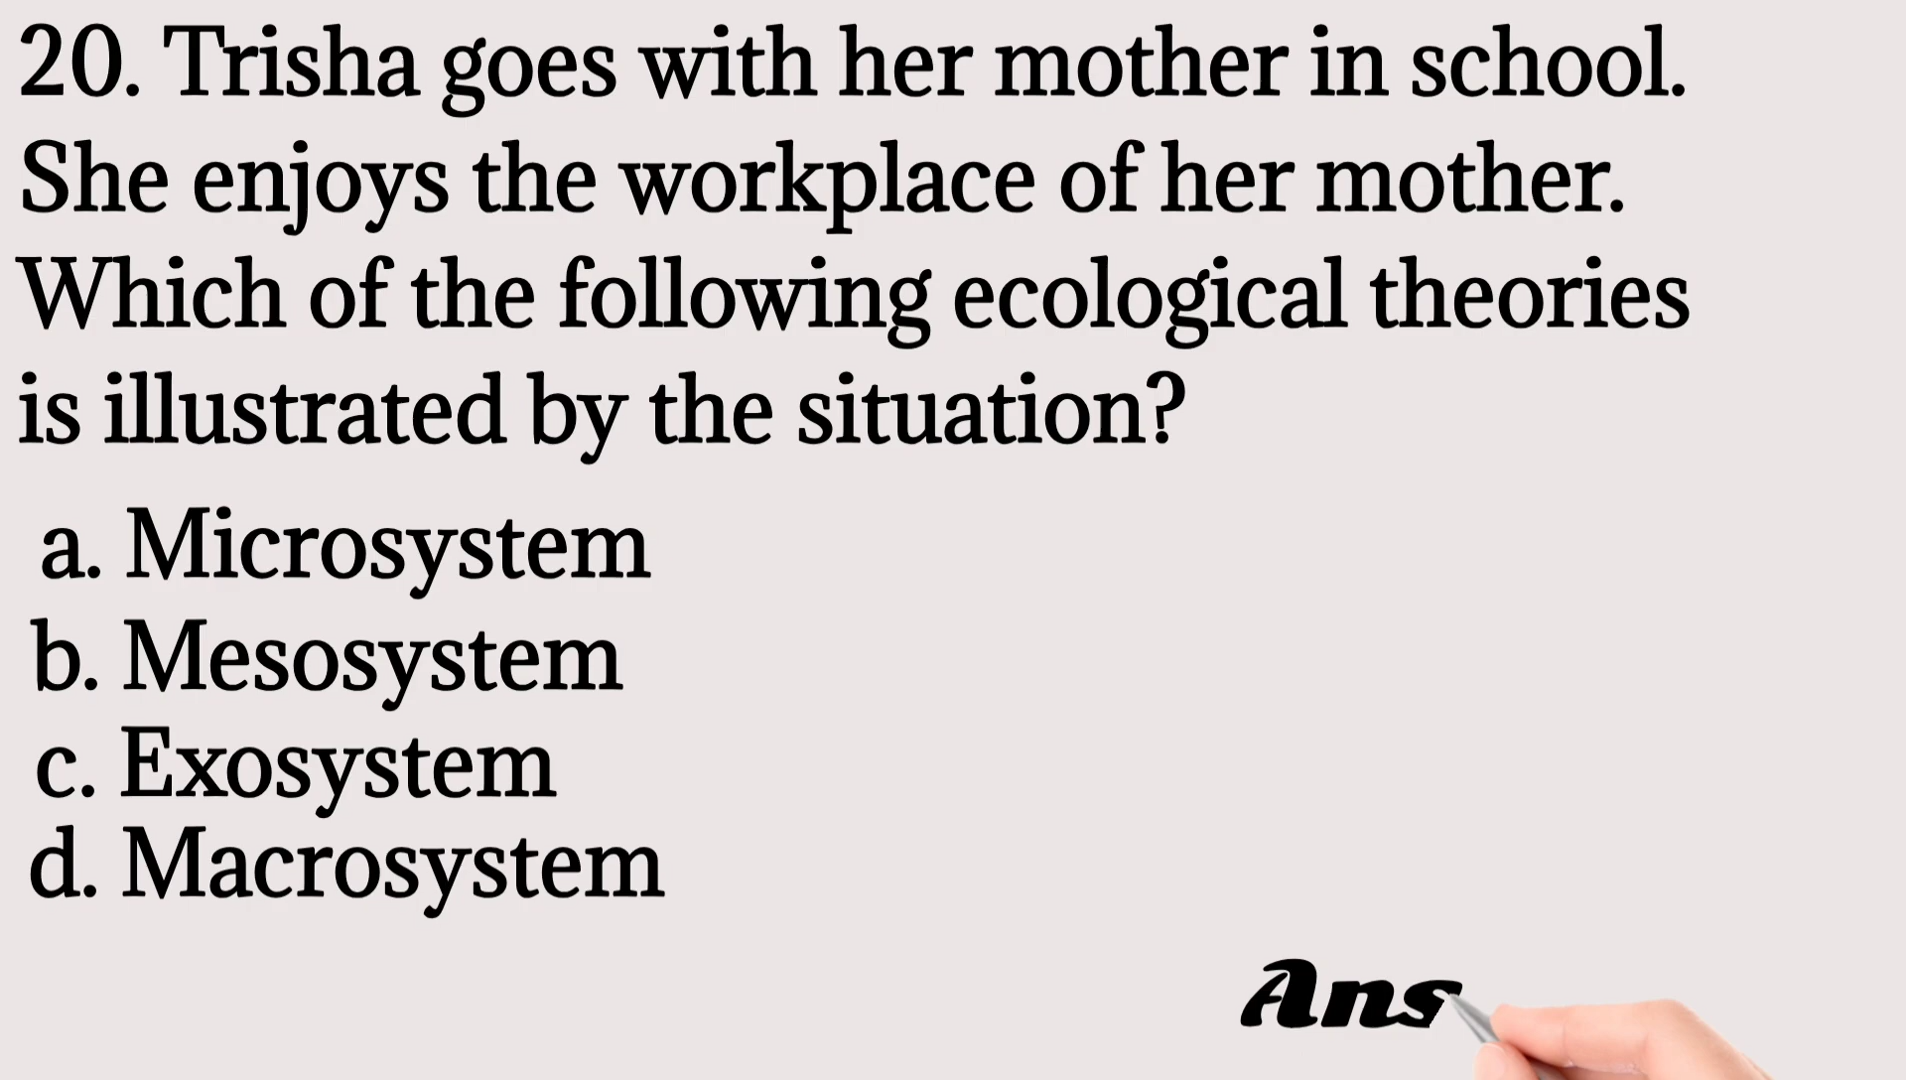 20. Trisha goes with her mother in school.
She enjoys the workplace of her mother.
Which of the following ecological theories
is illustrated by the situation?
a. Microsystem
b. Mesosystem
c. Exosystem
d. Macrosystem
Ans